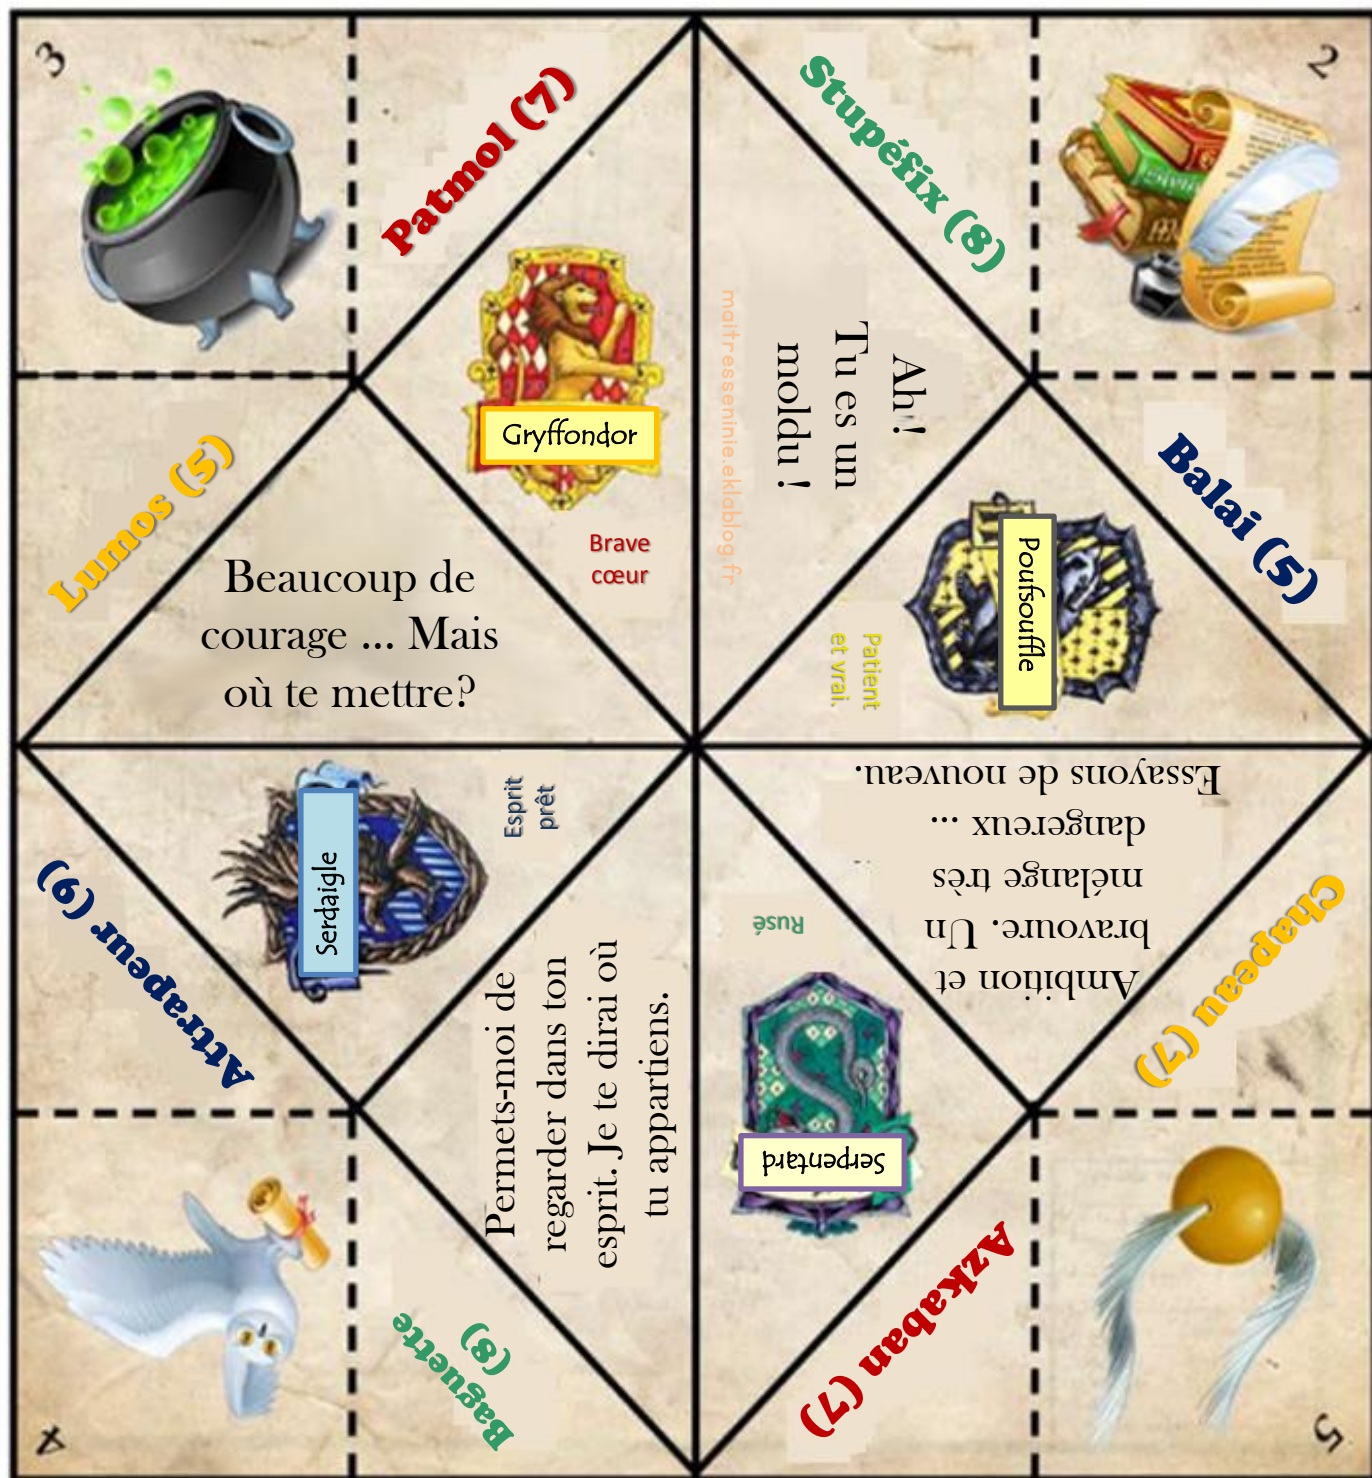 3
Patmol (7)
Stupéfix (8)
2
Gryffondor
Brave
cœur
maitresseninie.eklablog.fr
Ah !
Tu es un
moldu !
Balai (5)
Poufsouffle
Patient
et vrai.
Lumos (5)
Beaucoup de
courage ... Mais
où te mettre?
Serdaigle
Esprit
prêt
Attrapeur (9)
Permets-moi de
regarder dans ton
esprit. Je te dirai où
tu appartiens.
Ambition et
bravoure. Un
mélange très
dangereux ...
Essayons de nouveau.
Chapeau (7)
Rusé
Serpentard
Azkaban (7)
Baguette
(8)
4
5